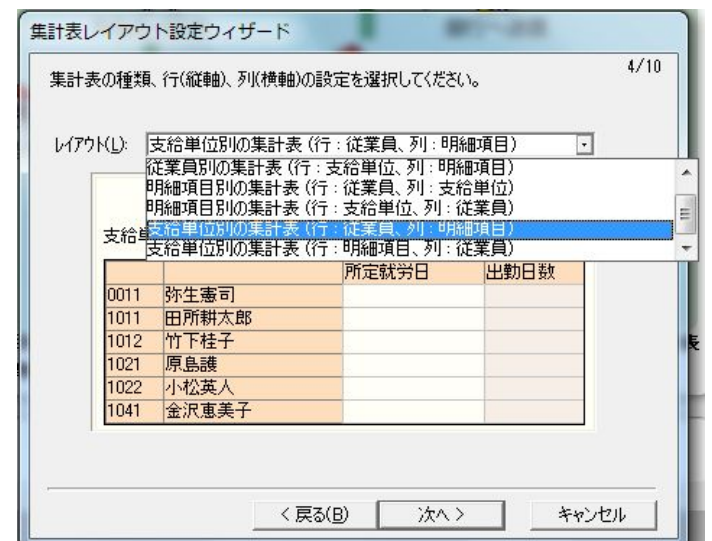 集計表レイアウト設定ウィザード
4/10
集計表の種類、行(縦軸)、列(横軸)の設定を選択してください。
レイアウト(L): 支給単位別の集計表 (行：従業員、列：明細項目)
従業員別の集計表 (行：支給単位、列：明細項目)
明細項目別の集計表 (行：従業員、列：支給単位)
明細項目別の集計表 (行：支給単位、列：従業員)
支給単位別の集計表 (行：従業員、列：明細項目)
支給単位別の集計表 (行：明細項目、列：従業員)
支給
所定就労日 出勤日数
0011 弥生憲司
1011 田所耕太郎
1012 竹下桂子
1021 原島護
1022 小松英人
1041 金沢恵美子
< 戻る(B) 次へ > キャンセル